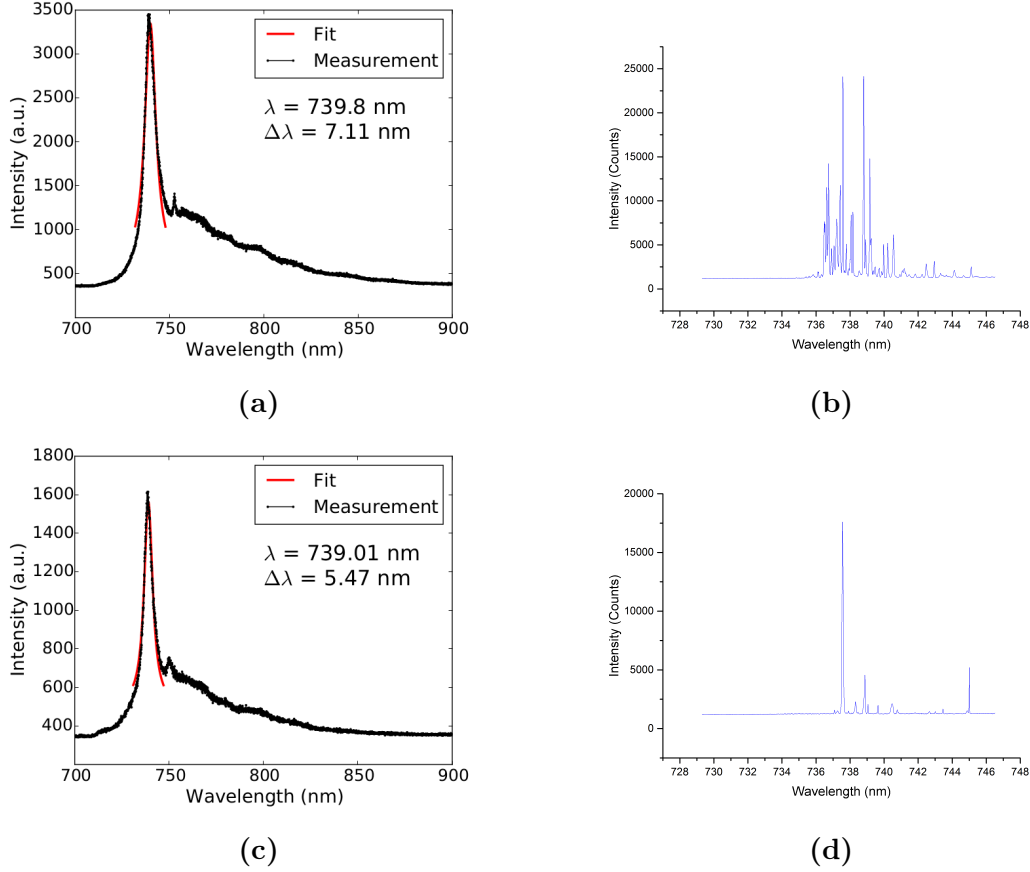 3500
3000
2500
2000
1500
1000
500
700 750 800 850 900
Intensity (a.u.)
Wavelength (nm)
Fit
Measurement
λ = 739.8 nm
Δλ = 7.11 nm
(a)
25000
20000
15000
10000
5000
0
728 730 732 734 736 738 740 742 744 746 748
Intensity (Counts)
Wavelength (nm)
(b)
1800
1600
1400
1200
1000
800
600
400
700 750 800 850 900
Intensity (a.u.)
Wavelength (nm)
Fit
Measurement
λ = 739.01 nm
Δλ = 5.47 nm
(c)
20000
15000
10000
5000
0
728 730 732 734 736 738 740 742 744 746 748
Intensity (Counts)
Wavelength (nm)
(d)